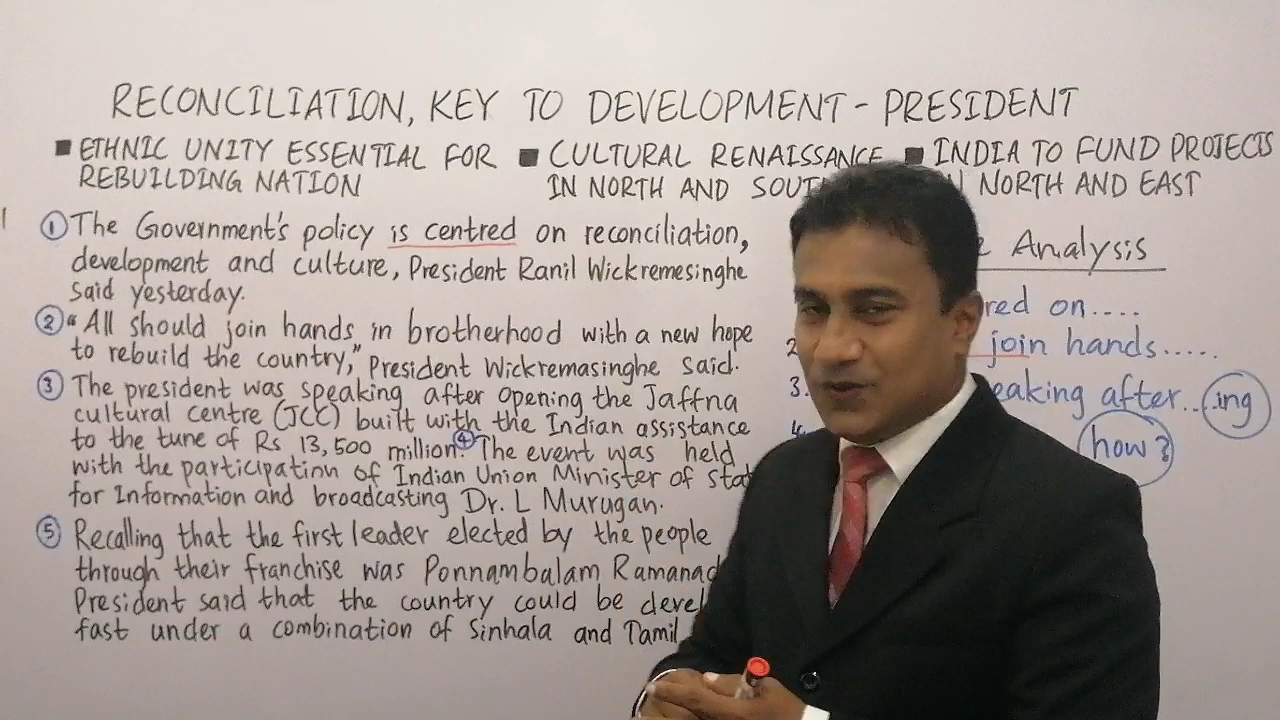 RECONCILIATION, KEY TO DEVELOPMENT - PRESIDENT
■ ETHNIC UNITY ESSENTIAL FOR
REBUILDING NATION
■ CULTURAL RENAISSANCE
IN NORTH AND
■ INDIA TO FUND PROJECTS
NORTH AND EAST
① The Government's policy is centred on reconciliation,
development and culture, President Ranil Wickremesinghe
said yesterday.
② "All should join hands in brotherhood with a new hope
to rebuild the country," President Wickremasinghe said.
③ The president was speaking after opening the Jaffna
cultural centre (JCC) built with the Indian assistance
to the tune of Rs 13,500 million. ④ The event was held
with the participation of Indian Union Minister of
for Information and broadcasting Dr. L Murugan.
⑤ Recalling that the first leader elected by the people
through their franchise was Ponnambalam
President said that the country could be
fast under a combination of Sinhala and Tamil
Analysis
on....
2
join hands.....
3.
after...ing
4.
how?